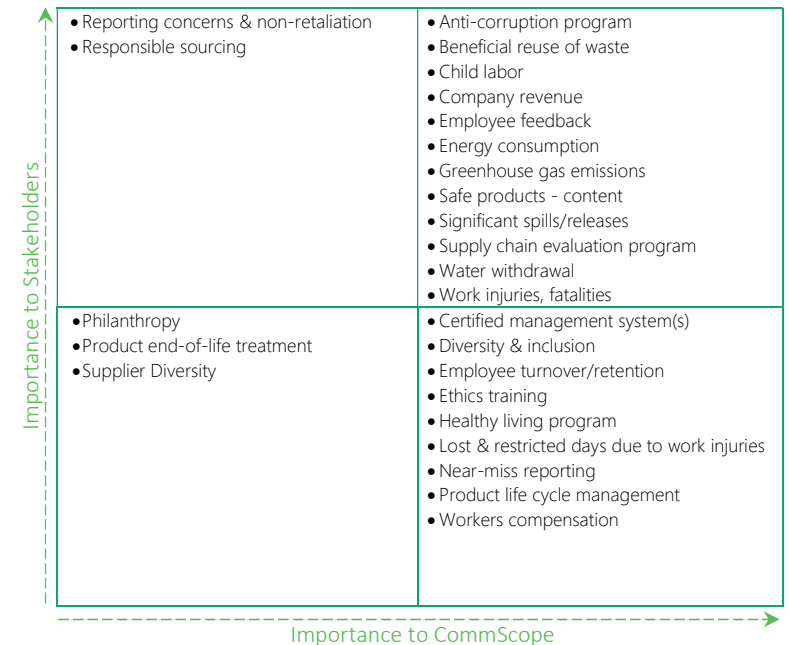 Importance to Stakeholders
• Reporting concerns & non-retaliation
• Responsible sourcing
• Anti-corruption program
• Beneficial reuse of waste
• Child labor
• Company revenue
• Employee feedback
• Energy consumption
• Greenhouse gas emissions
• Safe products - content
• Significant spills/releases
• Supply chain evaluation program
• Water withdrawal
• Work injuries, fatalities
• Philanthropy
• Product end-of-life treatment
• Supplier Diversity
• Certified management system(s)
• Diversity & inclusion
• Employee turnover/retention
• Ethics training
• Healthy living program
• Lost & restricted days due to work injuries
• Near-miss reporting
• Product life cycle management
• Workers compensation
Importance to CommScope